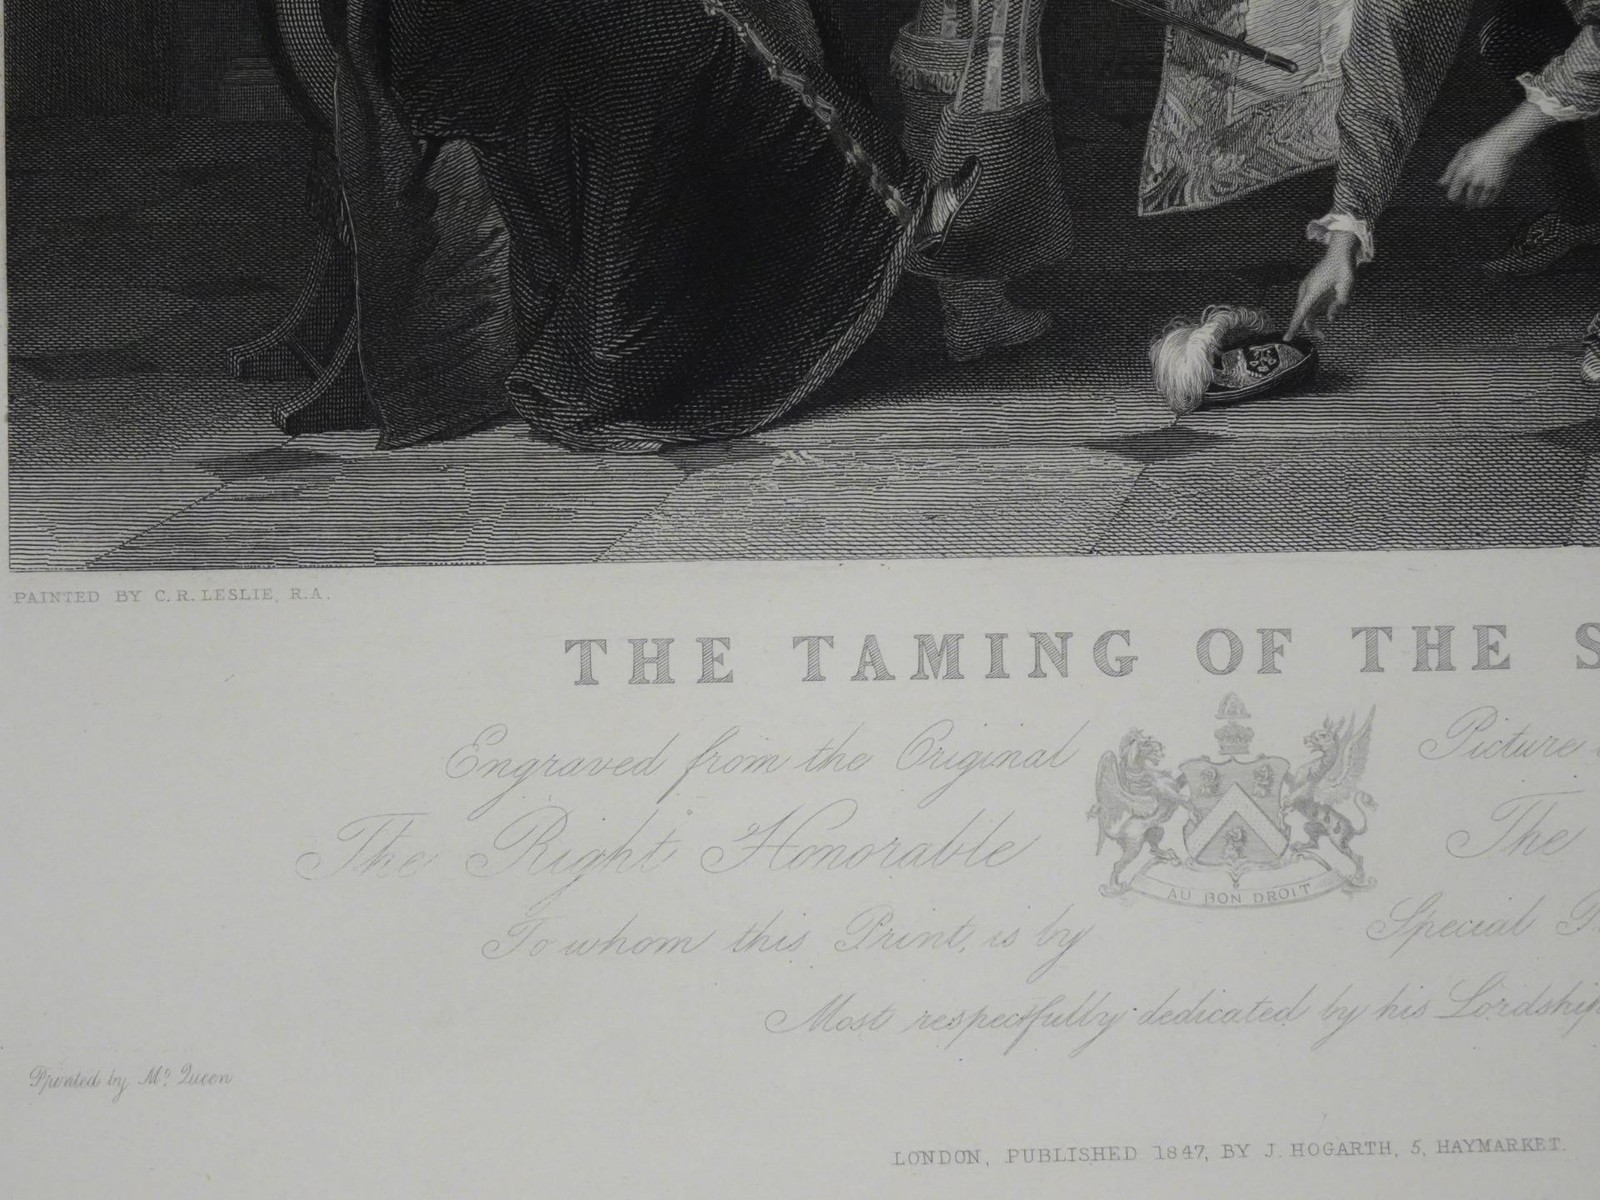 PAINTED BY C. R. LESLIE, R.A.
THE TAMING OF THE S
Engraved from the Original Picture
The Right Honorable The
To whom this Print, is by Special P
AU BON DROIT
Most respectfully dedicated by his Lordship
Printed by Mc Queen
LONDON, PUBLISHED 1847, BY J. HOGARTH, 5, HAYMARKET.